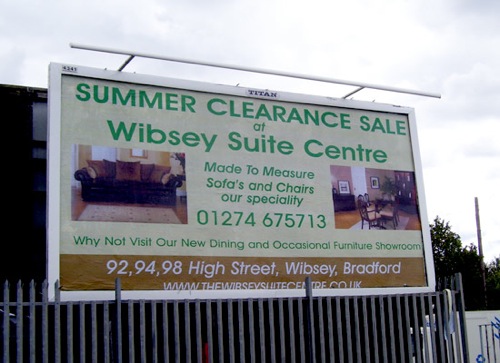 4241
TITAN
SUMMER CLEARANCE SALE
at
Wibsey Suite Centre
Made To Measure
Sofa's and Chairs
our speciality
01274 675713
Why Not Visit Our New Dining and Occasional Furniture Showroom
92,94,98 High Street, Wibsey, Bradford
WWW.THEWIBSEYSUITECENTRE.CO.UK